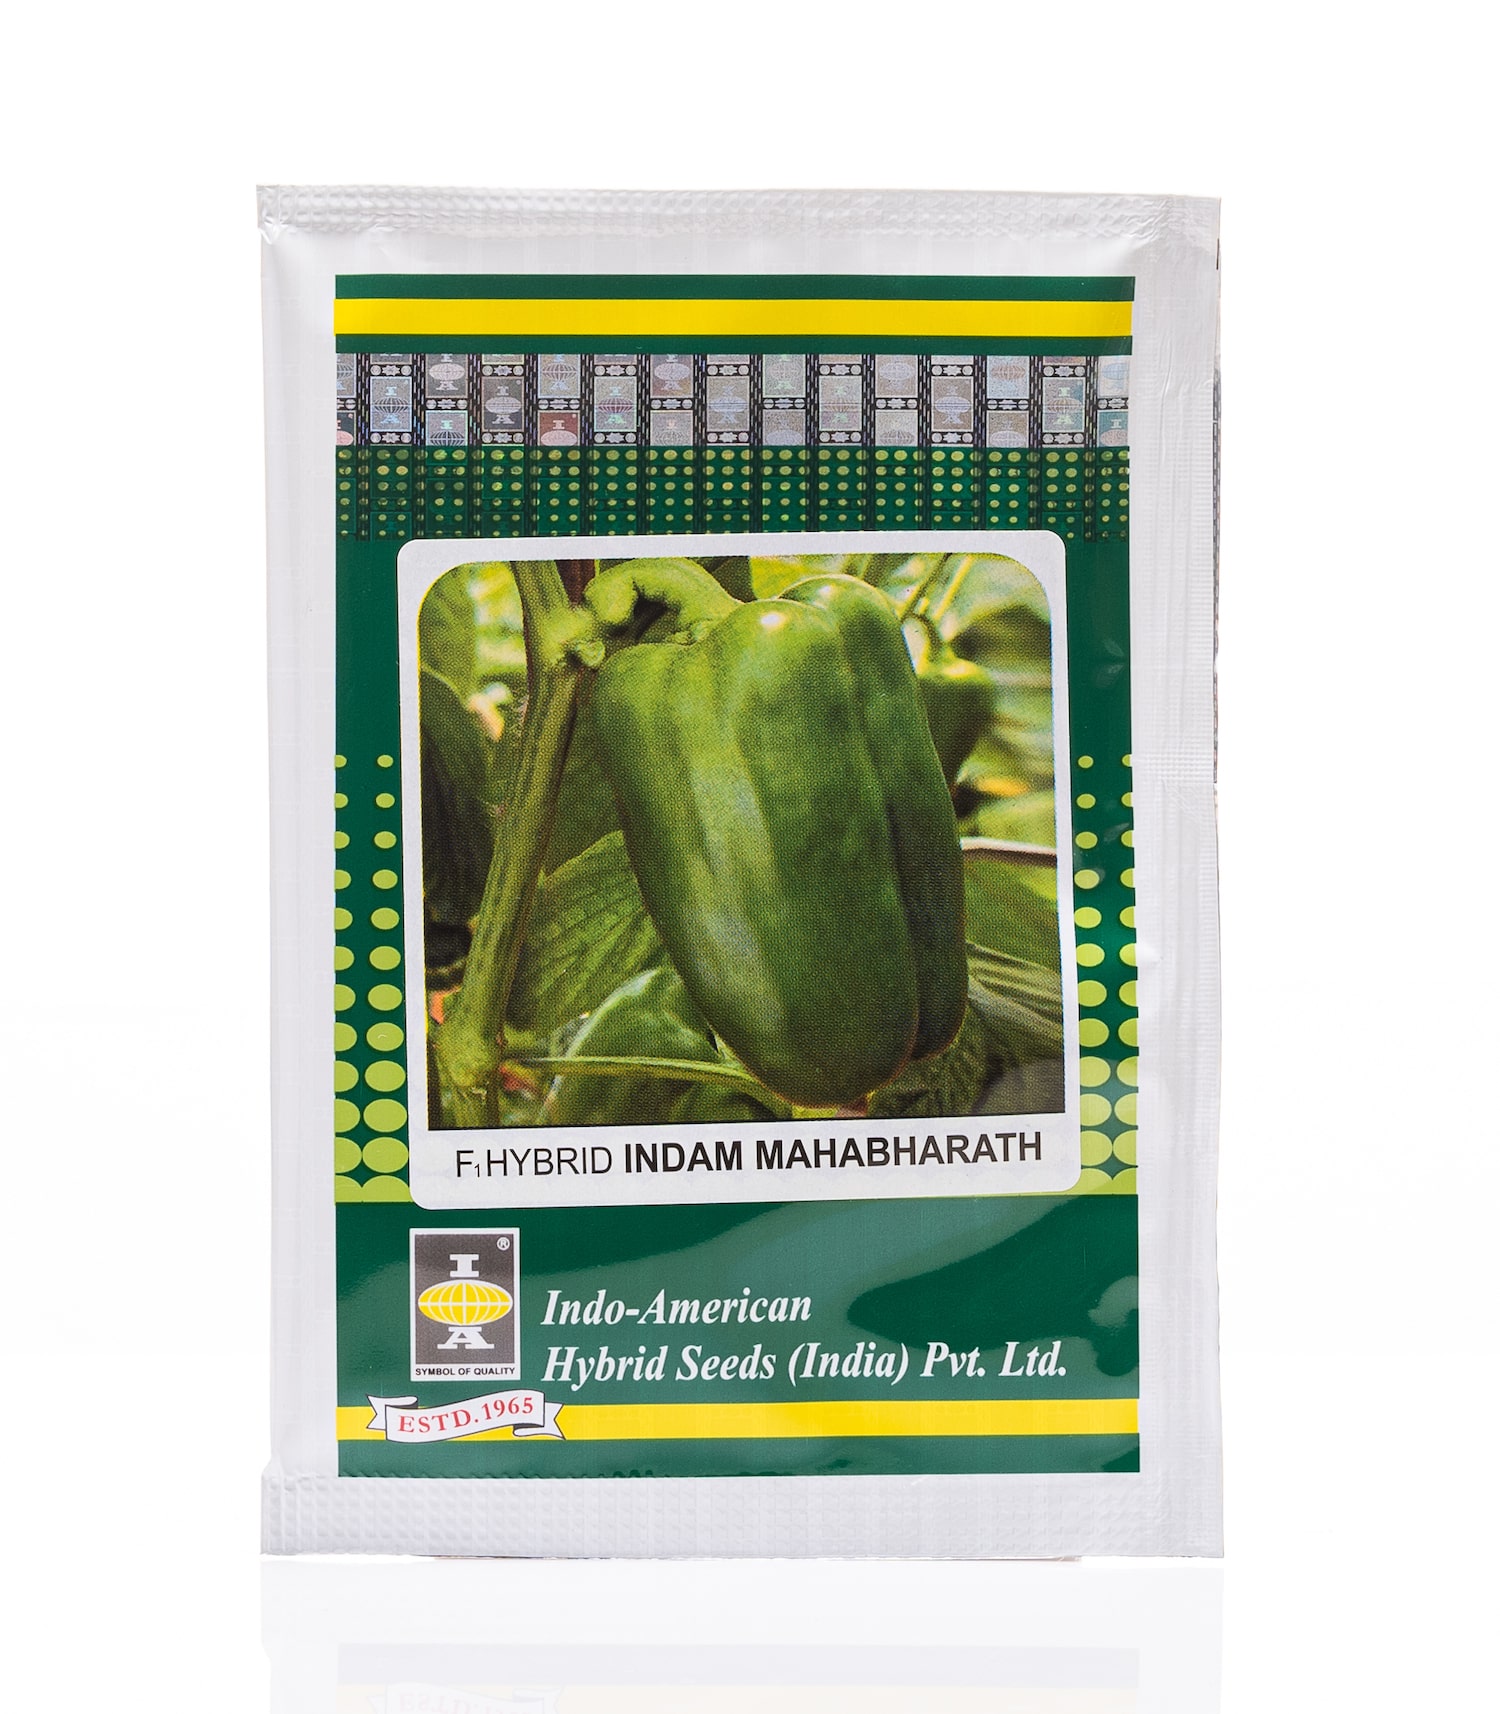 F1 HYBRID INDAM MAHABHARATH
I
®
A
SYMBOL OF QUALITY
Indo-American
Hybrid Seeds (India) Pvt. Ltd.
ESTD.1965